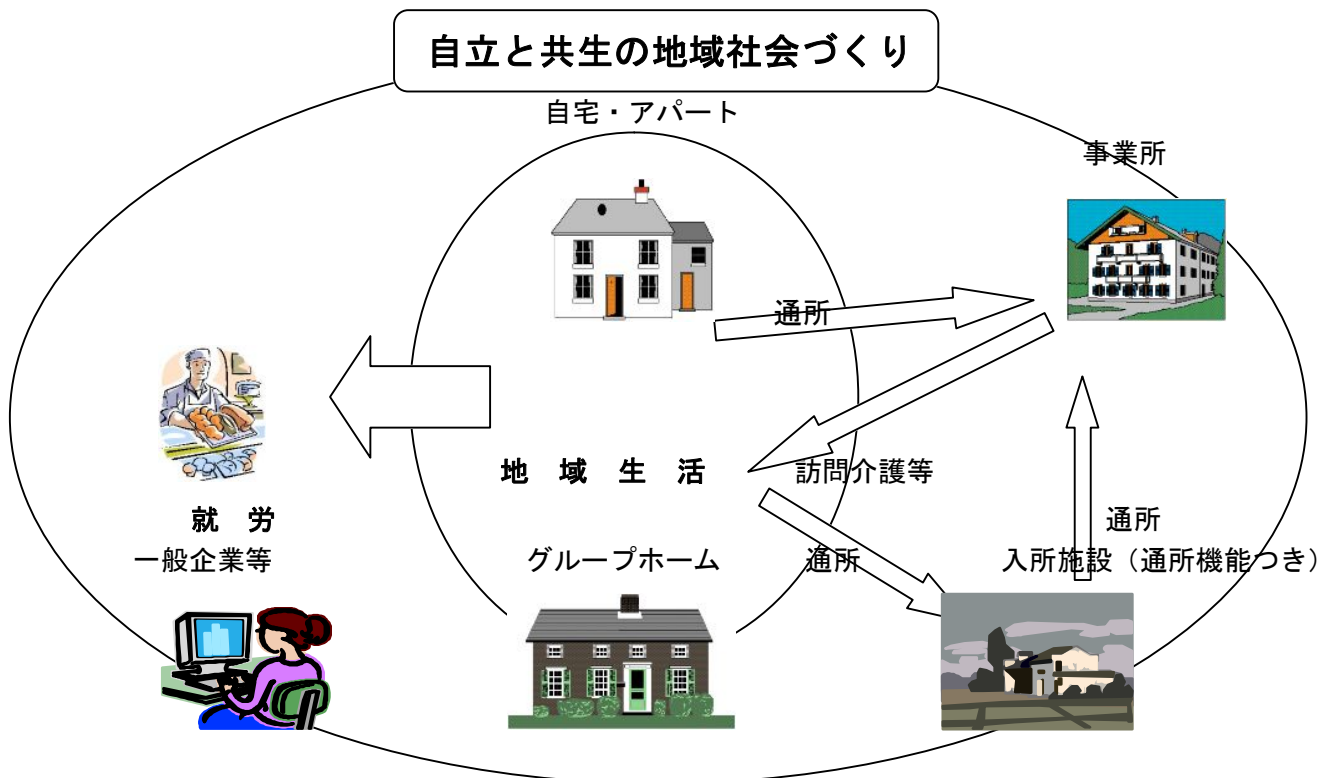 自立と共生の地域社会づくり
自宅・アパート
事業所
通所
地 域 生 活
訪問介護等
就 労
一般企業等
グループホーム
通所
通所
入所施設（通所機能つき）